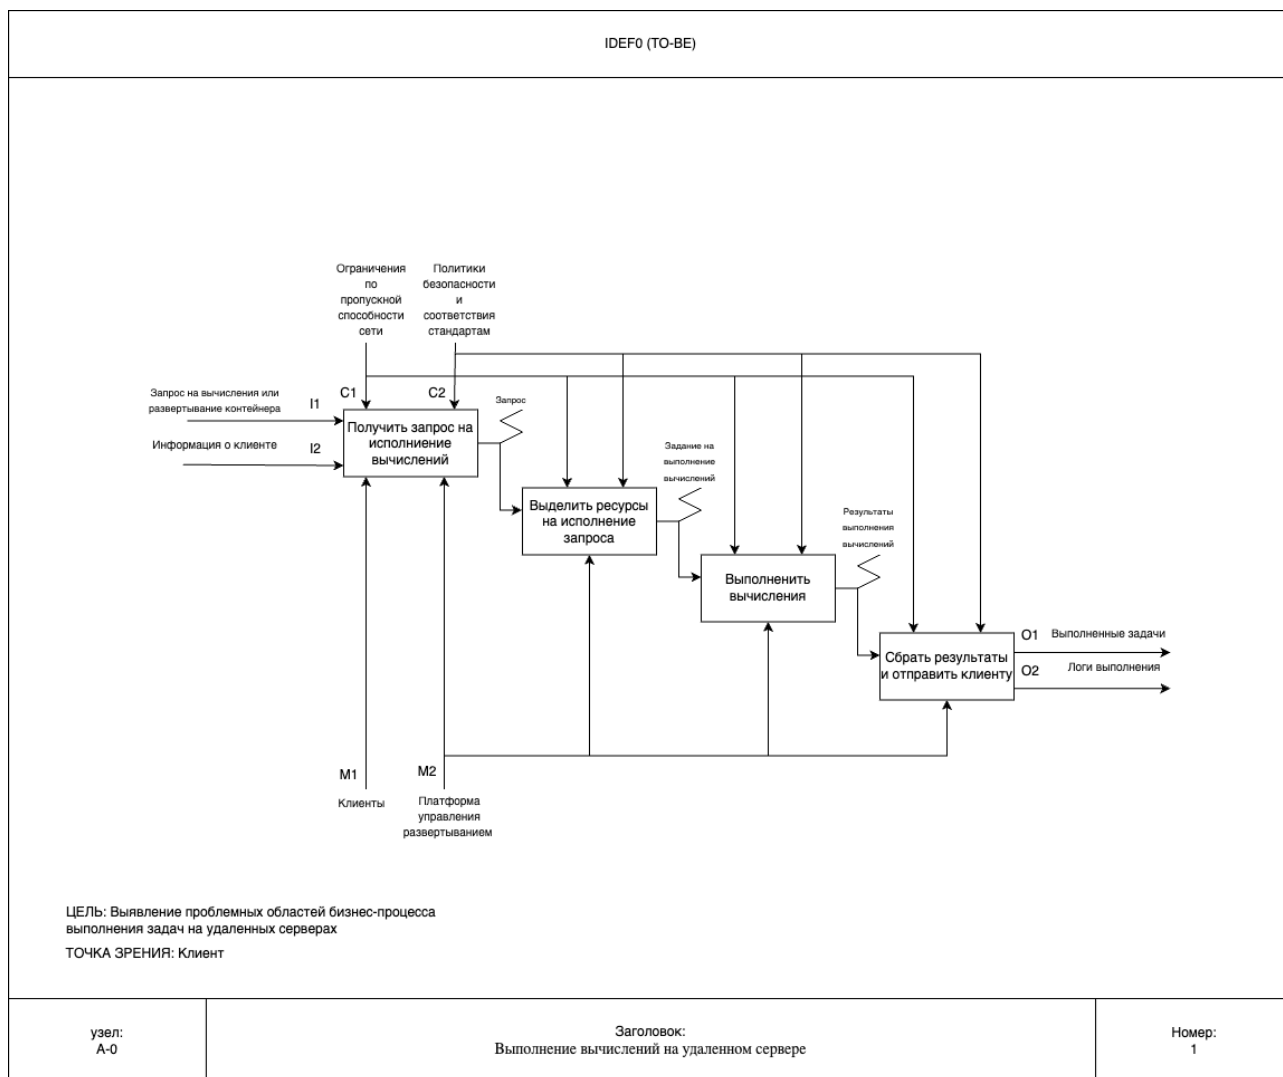 IDEF0 (TO-BE)
Ограничения
по
пропускной
способности
сети
Политики
безопасности
и
соответствия
стандартам
Запрос на вычисления или
развертывание контейнера
I1
C1
C2
Запрос
Информация о клиенте
I2
Получить запрос на
исполниение
вычислений
Задание на
выполнение
вычислений
Выделить ресурсы
на исполнение
запроса
Результаты
выполнения
вычислений
Выполненить
вычисления
Сбрать результаты
и отправить клиенту
O1
Выполненные задачи
O2
Логи выполнения
M1
Клиенты
M2
Платформа
управления
развертыванием
ЦЕЛЬ: Выявление проблемных областей бизнес-процесса
выполнения задач на удаленных серверах
ТОЧКА ЗРЕНИЯ: Клиент
узел:
A-0
Заголовок:
Выполнение вычислений на удаленном сервере
Номер:
1